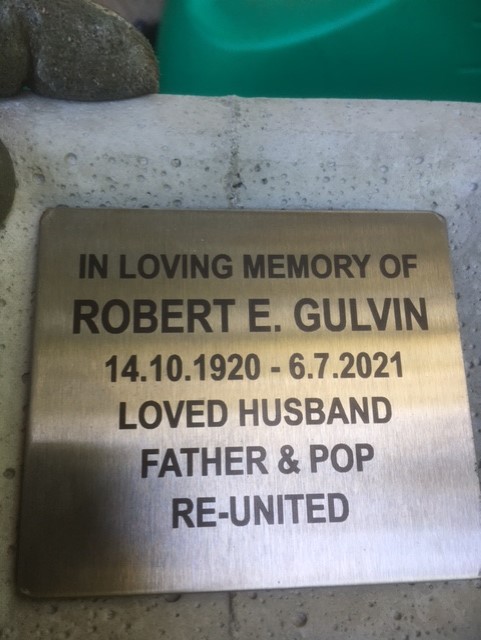 IN LOVING MEMORY OF
ROBERT E. GULVIN
14.10.1920 - 6.7.2021
LOVED HUSBAND
FATHER & POP
RE-UNITED